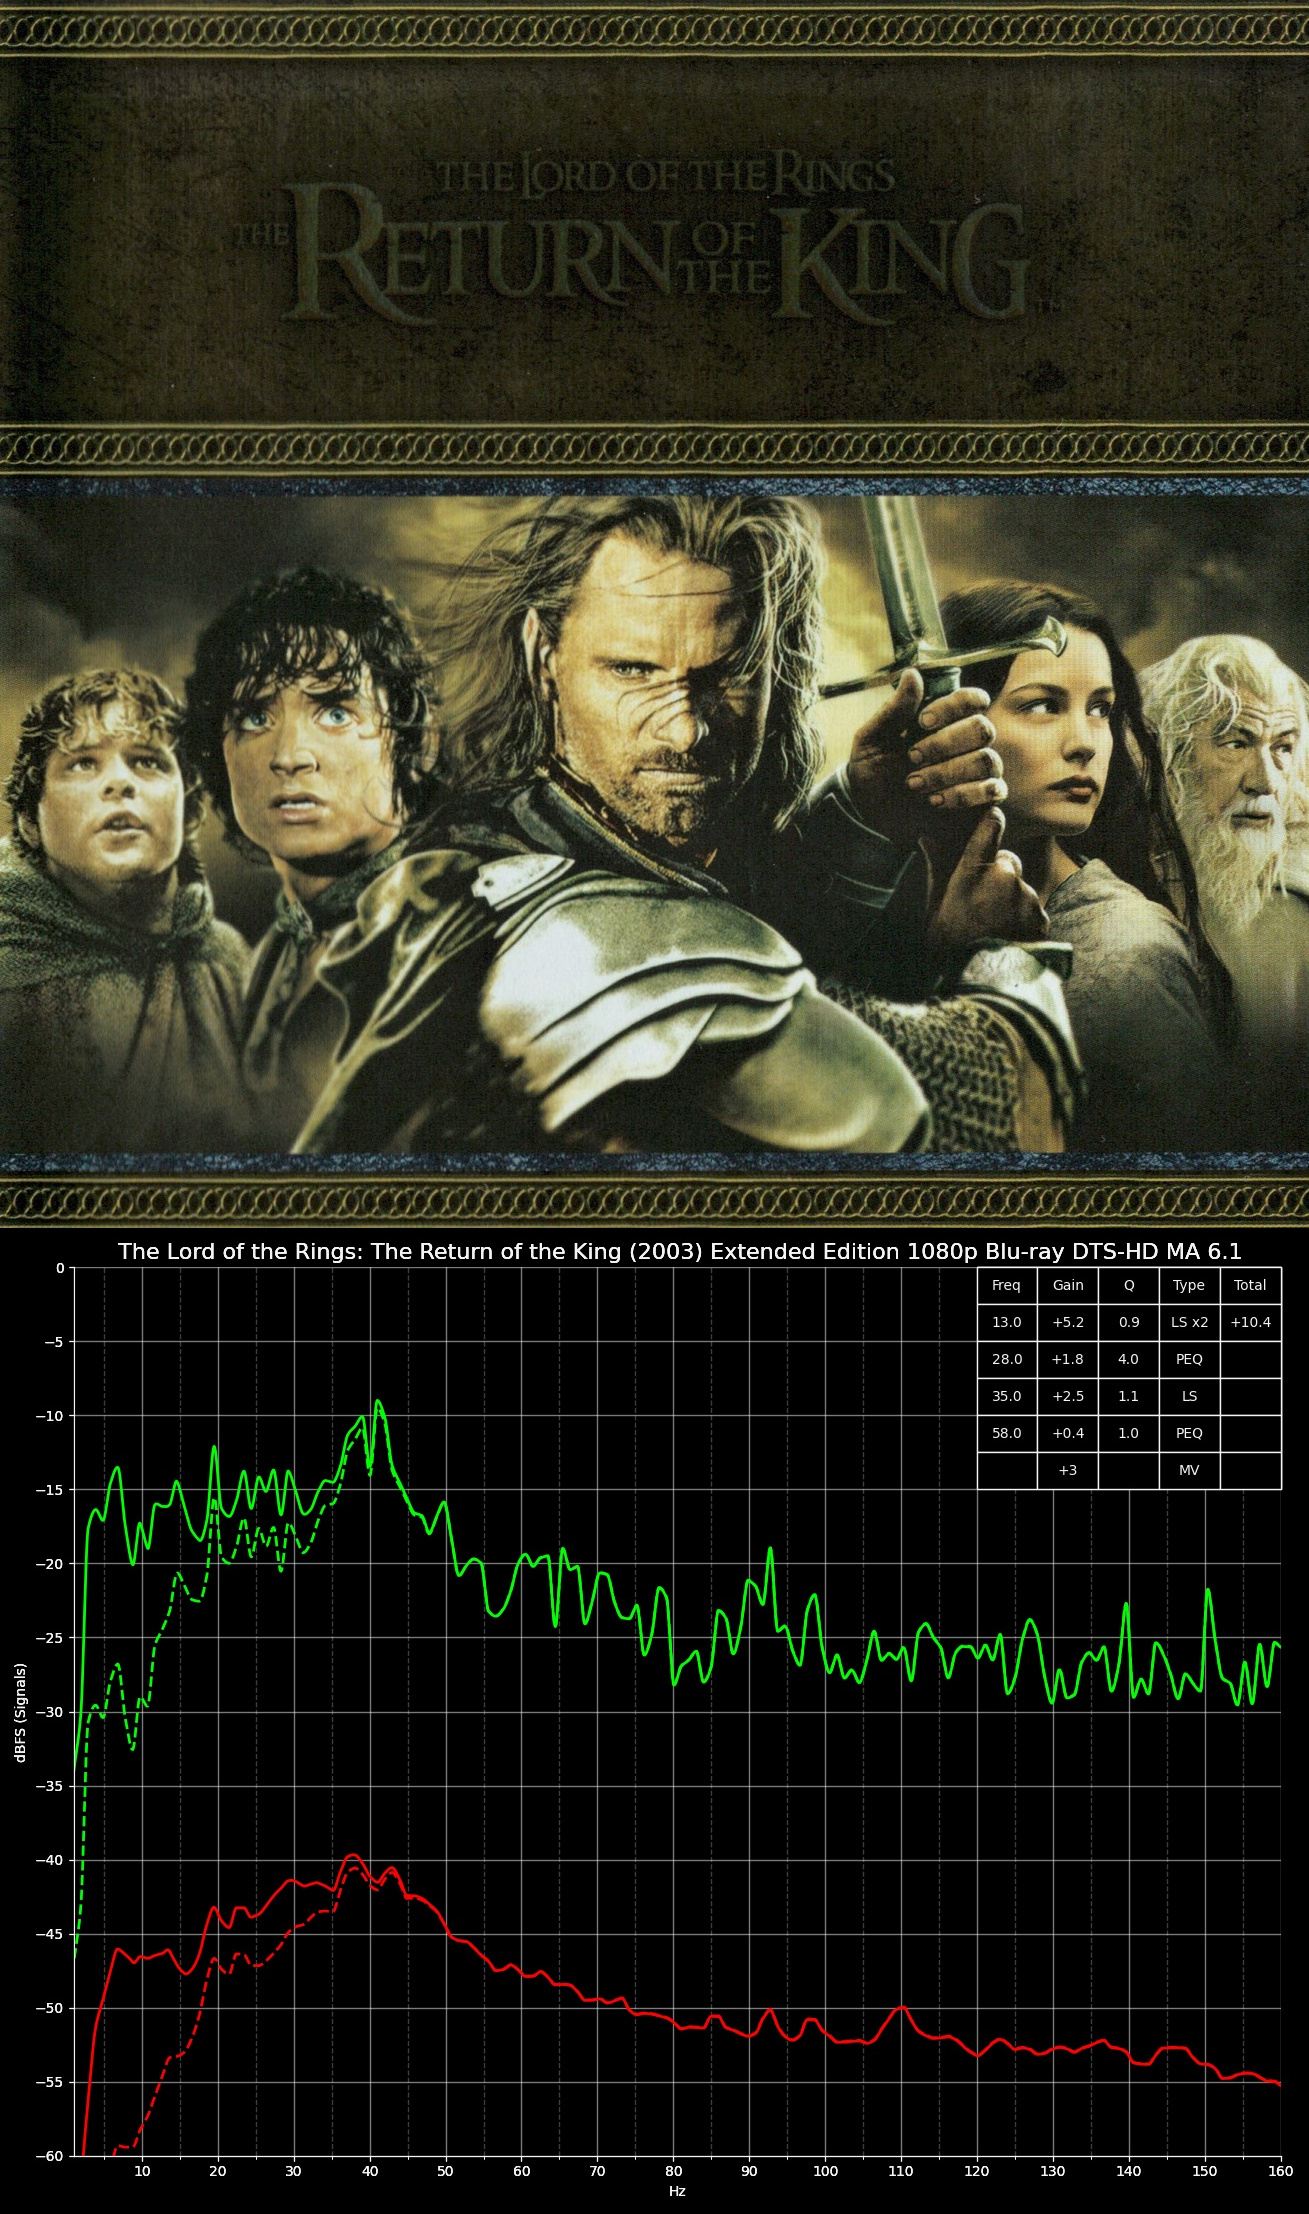 THE LORD OF THE RINGS
THE RETURN OF THE KING
The Lord of the Rings: The Return of the King (2003) Extended Edition 1080p Blu-ray DTS-HD MA 6.1
Freq Gain Q Type Total
13.0 +5.2 0.9 LS x2 +10.4
28.0 +1.8 4.0 PEQ
35.0 +2.5 1.1 LS
58.0 +0.4 1.0 PEQ
+3 MV
0
−5
−10
−15
−20
−25
−30
−35
−40
−45
−50
−55
−60
dBFS (Signals)
10 20 30 40 50 60 70 80 90 100 110 120 130 140 150 160
Hz